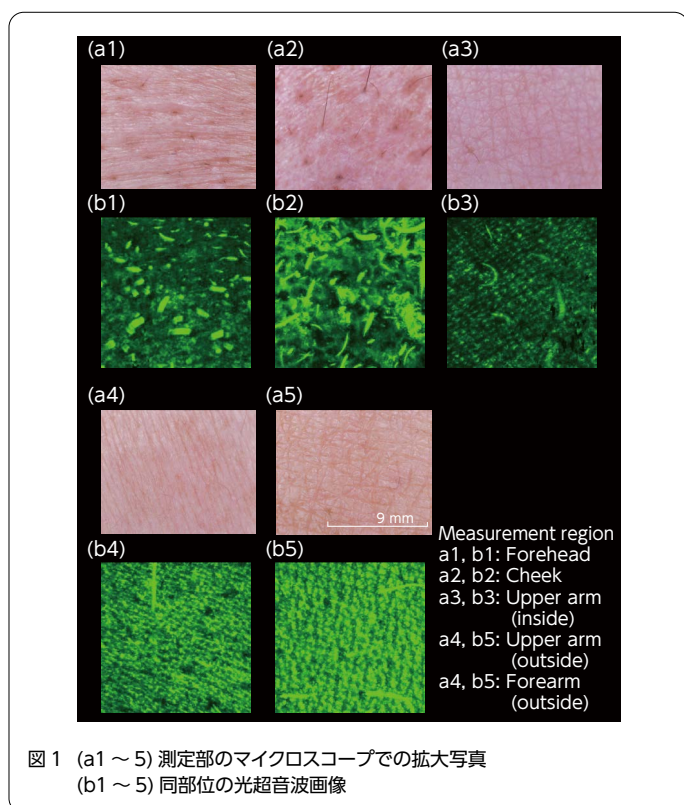 (a1) (a2) (a3)
(b1) (b2) (b3)
(a4) (a5)
9 mm
(b4) (b5)
Measurement region
a1, b1: Forehead
a2, b2: Cheek
a3, b3: Upper arm
(inside)
a4, b5: Upper arm
(outside)
a4, b5: Forearm
(outside)
図1 (a1 ~ 5) 測定部のマイクロスコープでの拡大写真
(b1 ~ 5) 同部位の光超音波画像